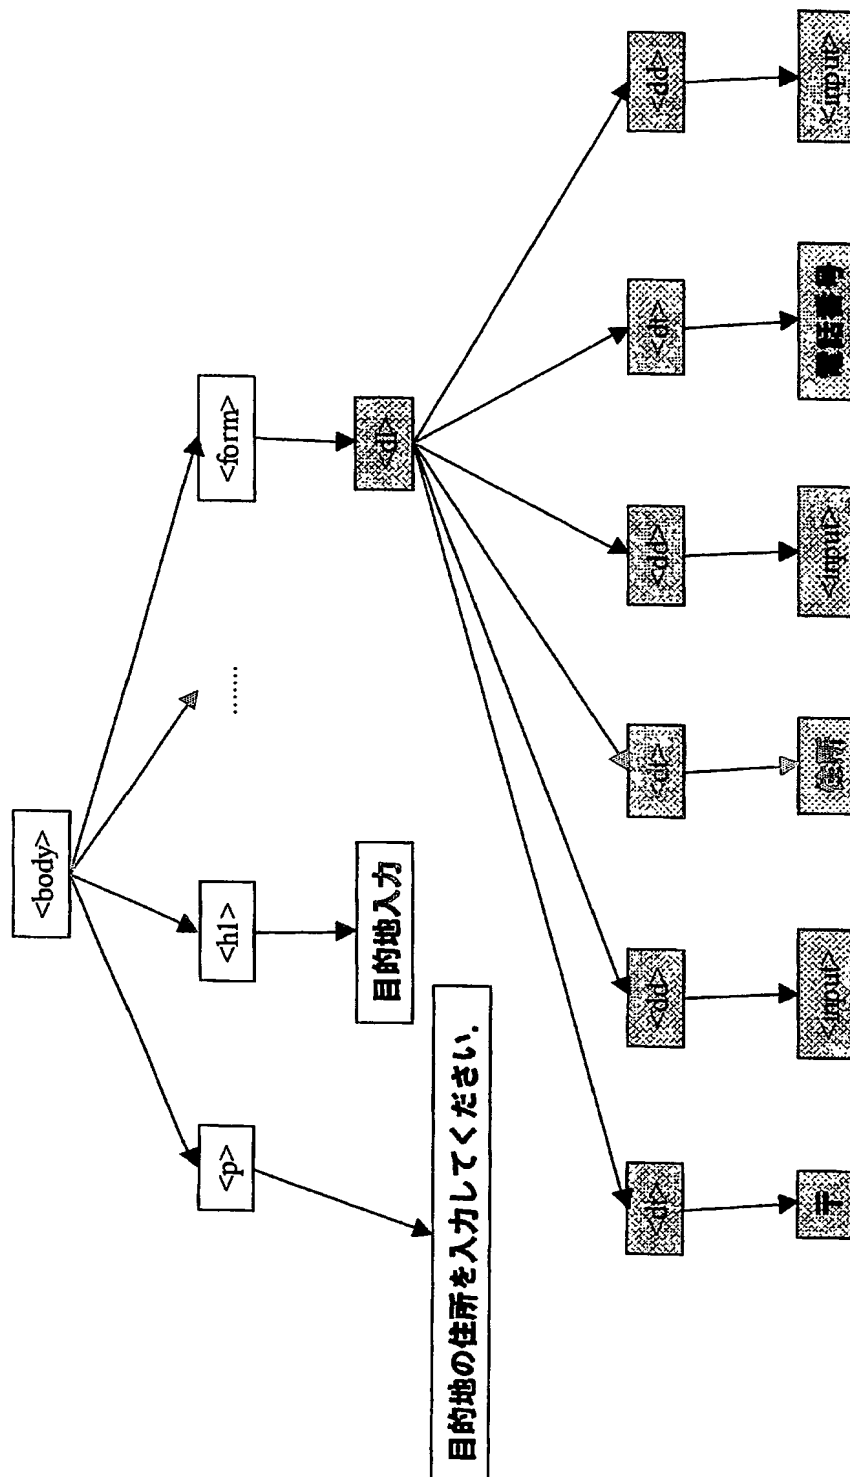 <body>
<p>
<h1>
.......
<form>
目的地入力
<dl>
目的地の住所を入力してください.
<dt>
<dd>
<dt>
<dd>
<dt>
<dd>
〒
<input>
住所
<input>
電話番号
<input>